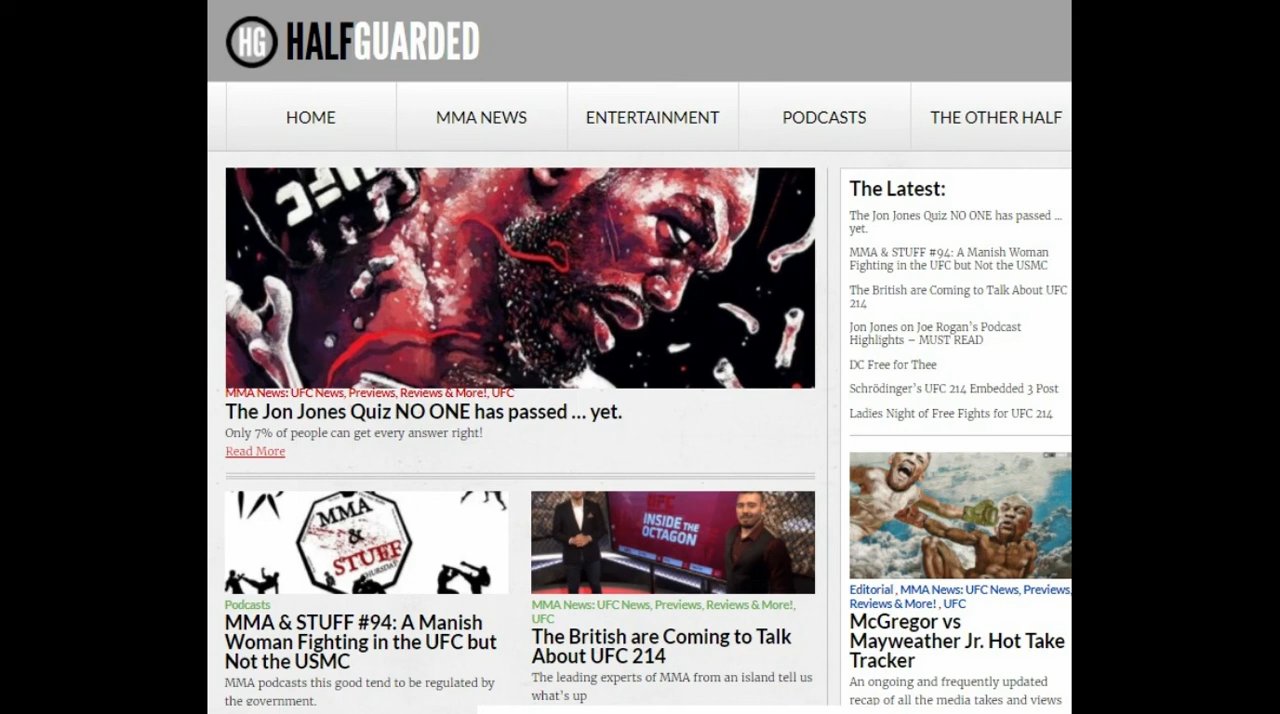 HG HALFGUARDED
HOME
MMA NEWS
ENTERTAINMENT
PODCASTS
THE OTHER HALF
MMA News: UFC News, Previews, Reviews & More!, UFC
The Jon Jones Quiz NO ONE has passed ... yet.
Only 7% of people can get every answer right!
Read More
MMA
&
STUFF
THURSDAY
Podcasts
MMA & STUFF #94: A Manish
Woman Fighting in the UFC but
Not the USMC
MMA podcasts this good tend to be regulated by
the government.
UFC
INSIDE THE
OCTAGON
MMA News: UFC News, Previews, Reviews & More!,
UFC
The British are Coming to Talk
About UFC 214
The leading experts of MMA from an island tell us
what's up
The Latest:
The Jon Jones Quiz NO ONE has passed ...
yet.
MMA & STUFF #94: A Manish Woman
Fighting in the UFC but Not the USMC
The British are Coming to Talk About UFC
214
Jon Jones on Joe Rogan's Podcast
Highlights – MUST READ
DC Free for Thee
Schrödinger's UFC 214 Embedded 3 Post
Ladies Night of Free Fights for UFC 214
Editorial , MMA News: UFC News, Previews,
Reviews & More! , UFC
McGregor vs
Mayweather Jr. Hot Take
Tracker
An ongoing and frequently updated
recap of all the media takes and views